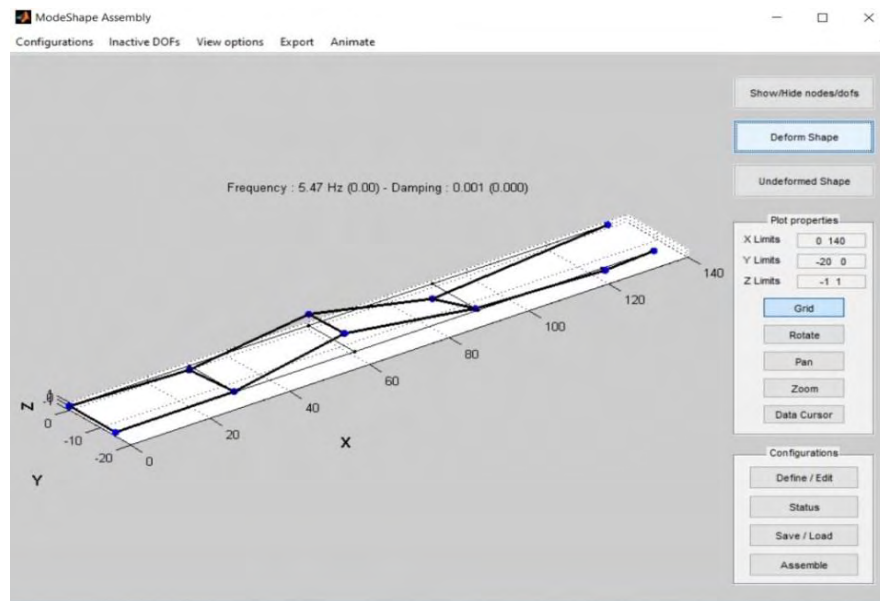 ModeShape Assembly
Configurations Inactive DOFs View options Export Animate
Show/Hide nodes/dofs
Deform Shape
Undeformed Shape
Frequency : 5.47 Hz (0.00) - Damping : 0.001 (0.000)
Plot properties
X Limits 0 140
Y Limits -20 0
Z Limits -1 1
Grid
Rotate
Pan
Zoom
Data Cursor
Configurations
Define / Edit
Status
Save / Load
Assemble
140
120
100
80
60
40
20
0
X
Z
0
-10
-20
Y